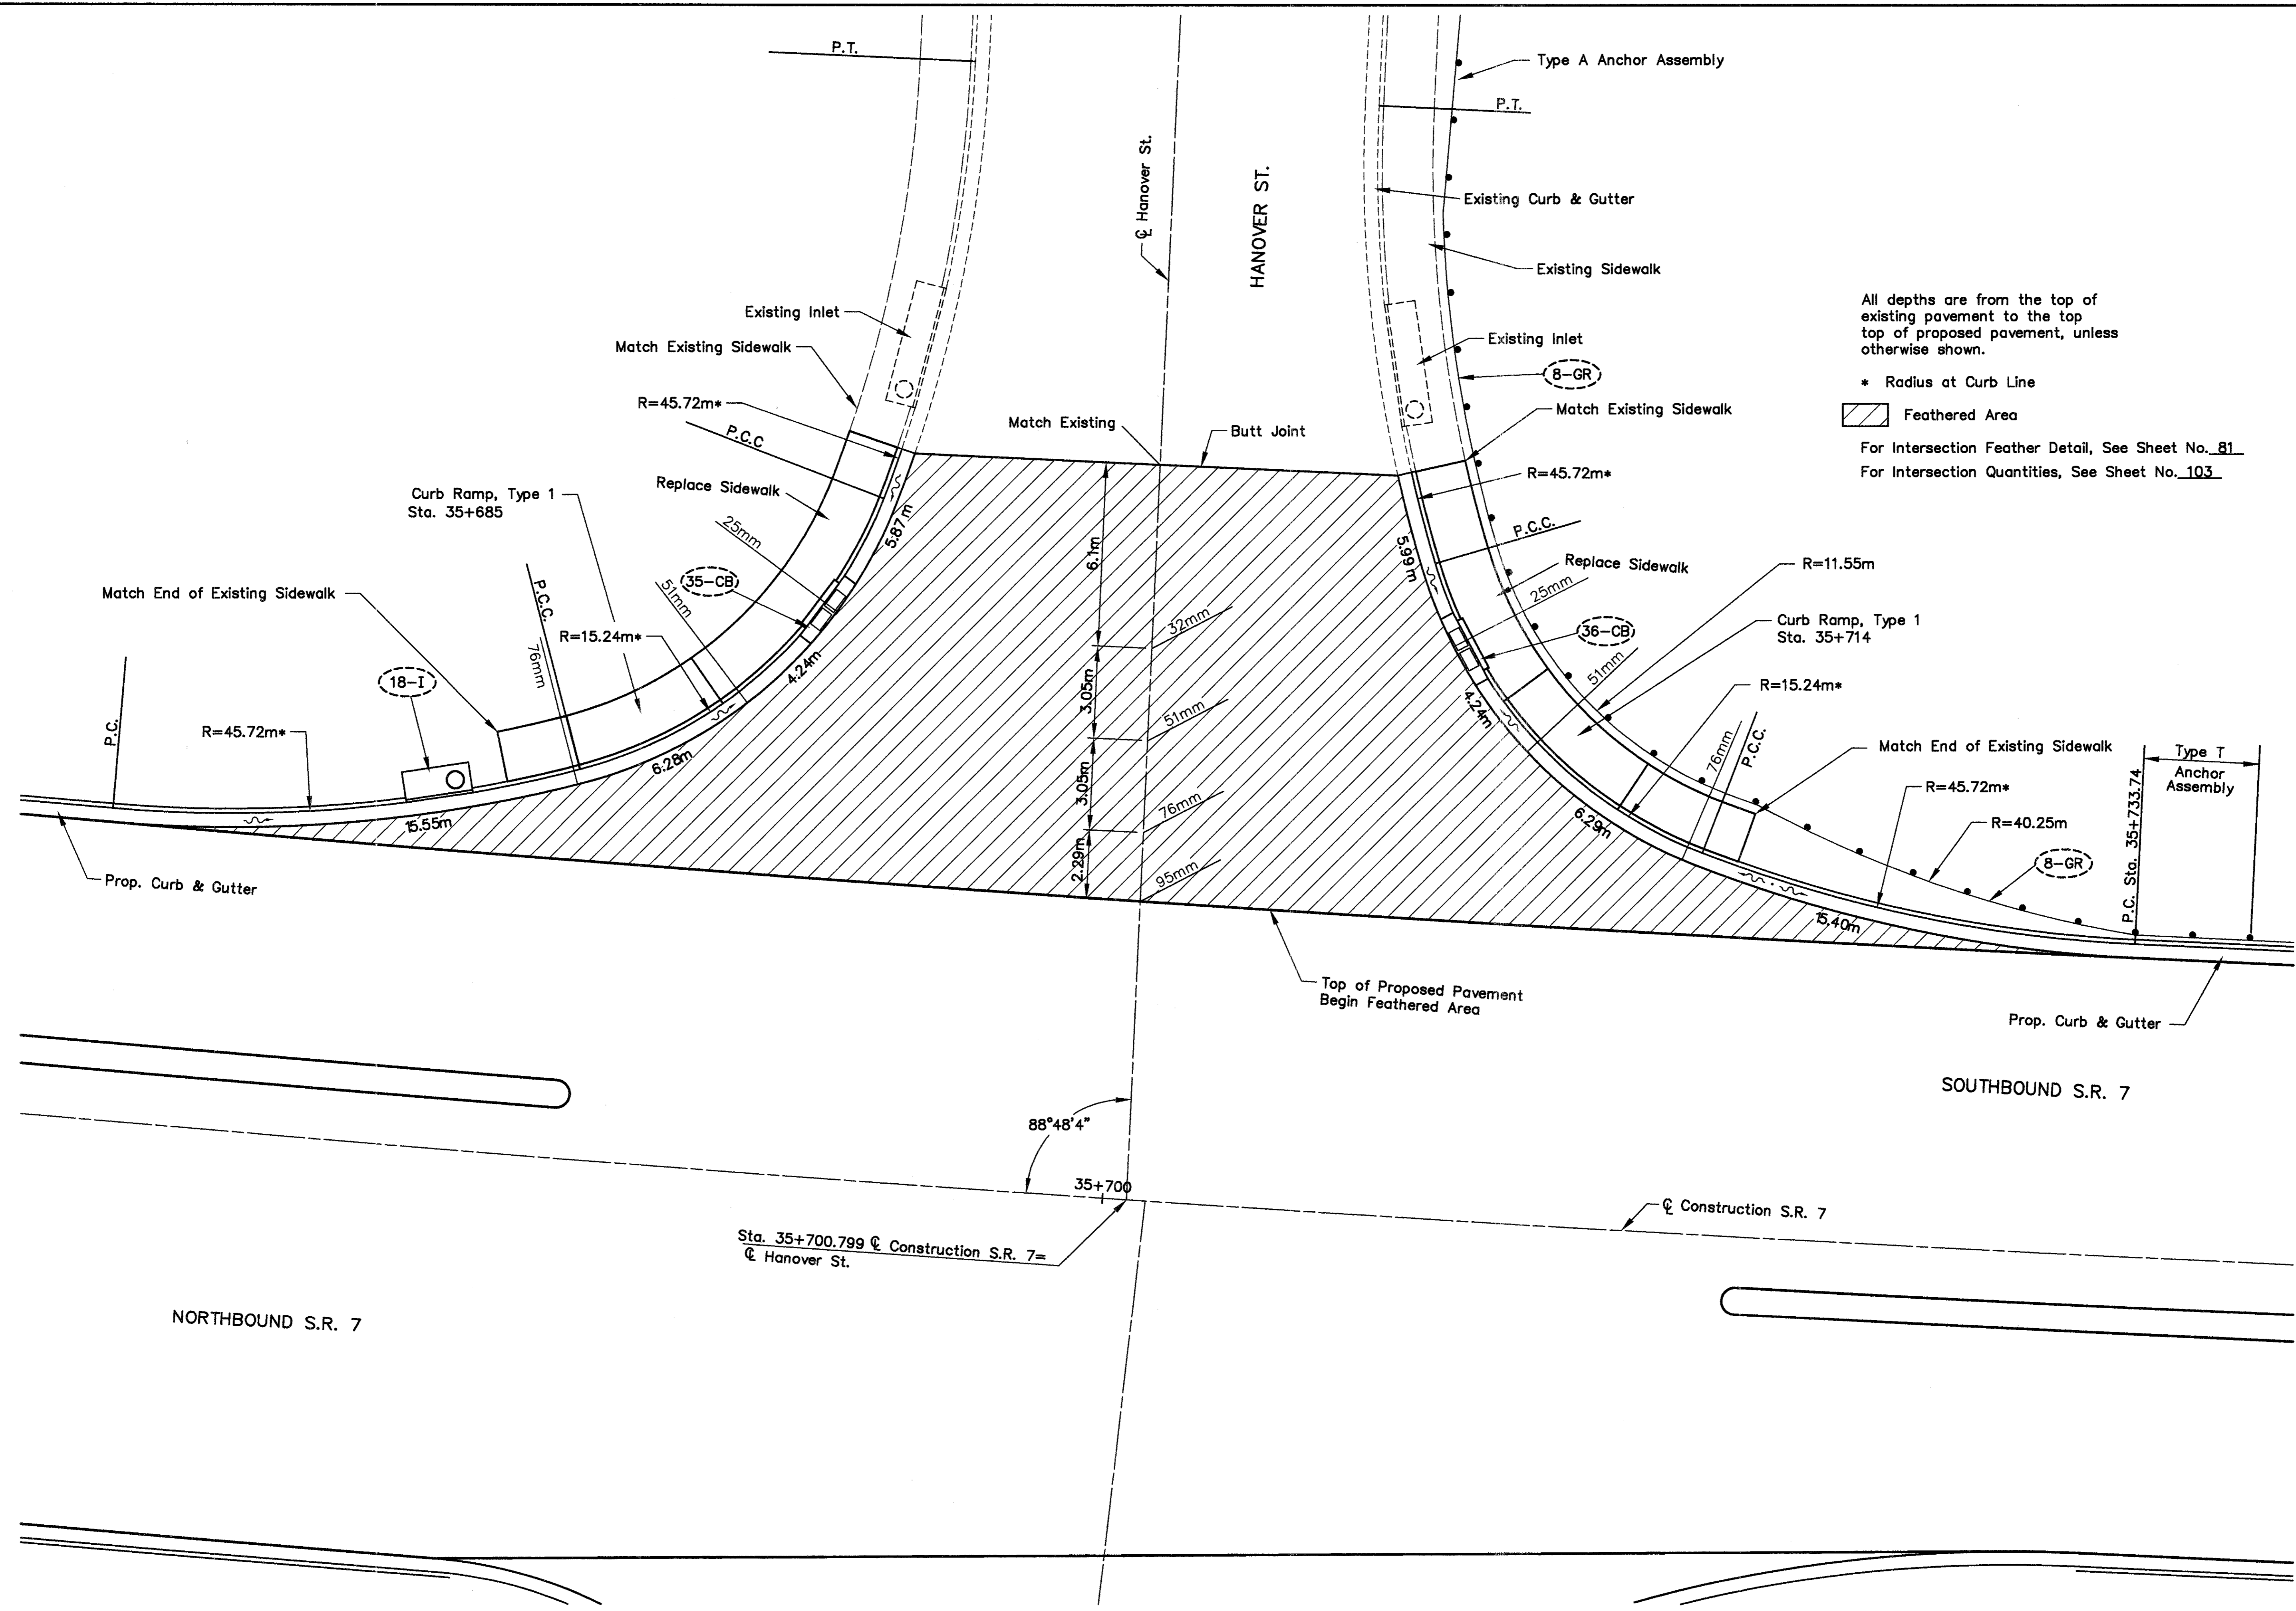 P.T.
Type A Anchor Assembly
P.T.
℄ Hanover St.
HANOVER ST.
Existing Curb & Gutter
Existing Sidewalk
Existing Inlet
Match Existing Sidewalk
R=45.72m*
P.C.C
Match Existing
Butt Joint
Existing Inlet
8-GR
Match Existing Sidewalk
All depths are from the top of
existing pavement to the top
top of proposed pavement, unless
otherwise shown.
* Radius at Curb Line
Feathered Area
For Intersection Feather Detail, See Sheet No. 81
For Intersection Quantities, See Sheet No. 103
Replace Sidewalk
Curb Ramp, Type 1
Sta. 35+685
25mm
5.87m
6.1m
R=45.72m*
P.C.C.
5.99m
Replace Sidewalk
25mm
R=11.55m
Match End of Existing Sidewalk
P.C.C.
35-CB
51mm
R=15.24m*
76mm
4.24m
32mm
36-CB
Curb Ramp, Type 1
Sta. 35+714
51mm
R=15.24m*
18-I
P.C.
R=45.72m*
3.05m
51mm
4.24m
76mm
P.C.C.
Match End of Existing Sidewalk
Type T
Anchor
Assembly
6.28m
15.55m
3.05m
76mm
6.29m
R=45.72m*
R=40.25m
8-GR
P.C. Sta. 35+733.74
Prop. Curb & Gutter
2.29m
95mm
15.40m
Top of Proposed Pavement
Begin Feathered Area
Prop. Curb & Gutter
SOUTHBOUND S.R. 7
88°48'4"
35+700
Sta. 35+700.799 ℄ Construction S.R. 7=
℄ Hanover St.
℄ Construction S.R. 7
NORTHBOUND S.R. 7